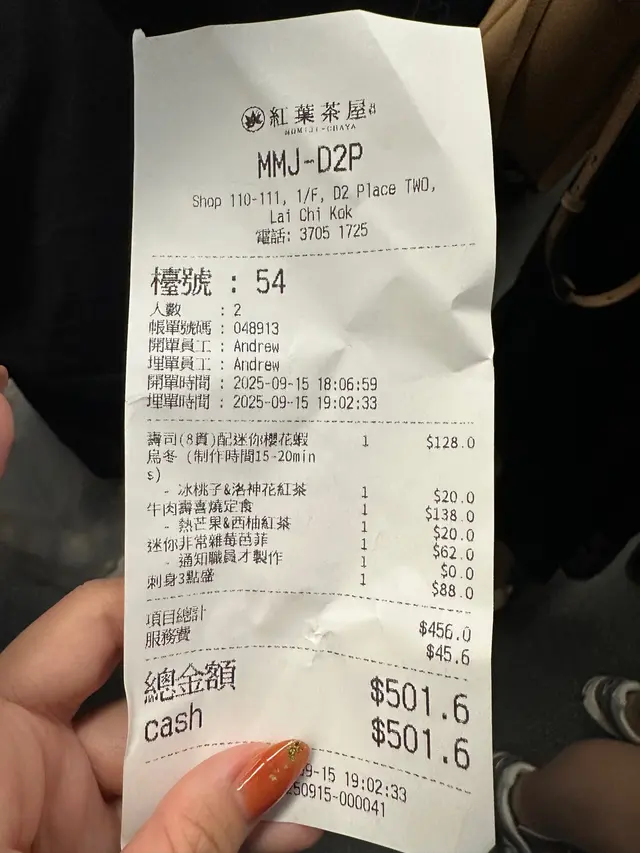 紅葉茶屋
MOMIJI-CHAYA
MMJ-D2P
Shop 110-111, 1/F, D2 Place TWO,
Lai Chi Kok
電話: 3705 1725
檯號 : 54
人數 : 2
帳單號碼 : 048913
開單員工 : Andrew
埋單員工 : Andrew
開單時間 : 2025-09-15 18:06:59
埋單時間 : 2025-09-15 19:02:33
壽司(8貫)配迷你櫻花蝦 1 $128.0
烏冬 (制作時間15-20min
s)
- 冰桃子&洛神花紅茶 1 $20.0
牛肉壽喜燒定食 1 $138.0
- 熱芒果&西柚紅茶 1 $20.0
迷你非常雜莓芭菲 1 $62.0
- 通知職員才製作 1 $0.0
刺身3點盛 1 $88.0
項目總計 $456.0
服務費 $45.6
總金額 $501.6
cash $501.6
09-15 19:02:33
250915-000041